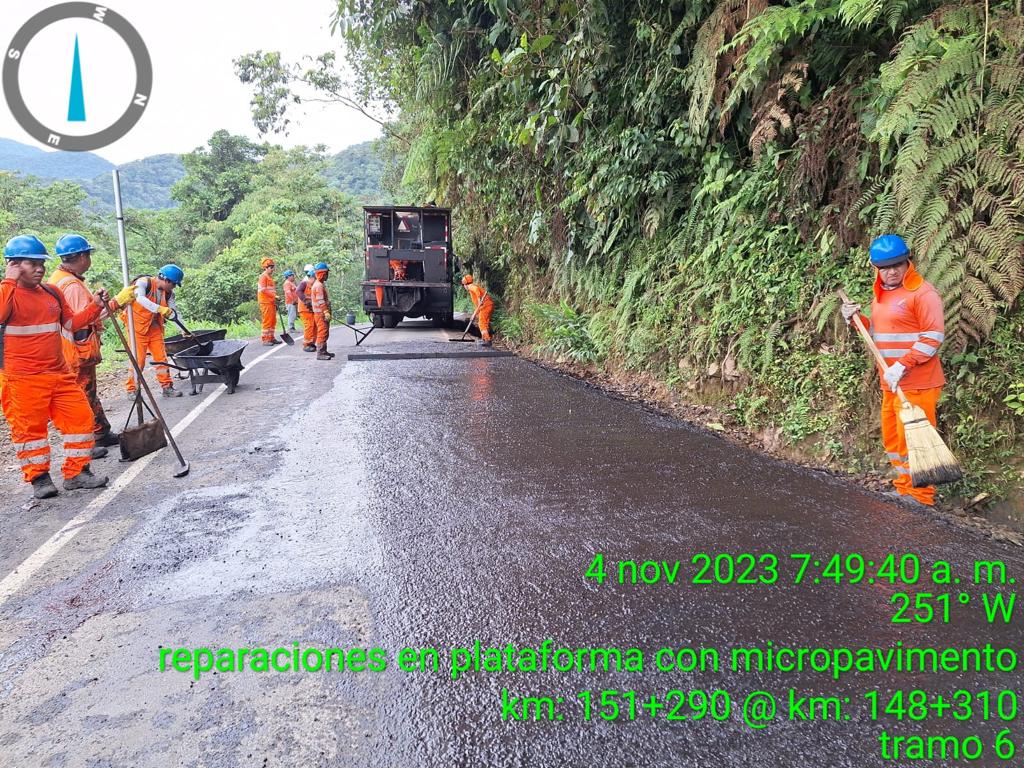 W
S
N
E
4 nov 2023 7:49:40 a. m.
251° W
reparaciones en plataforma con micropavimento
km: 151+290 @ km: 148+310
tramo 6